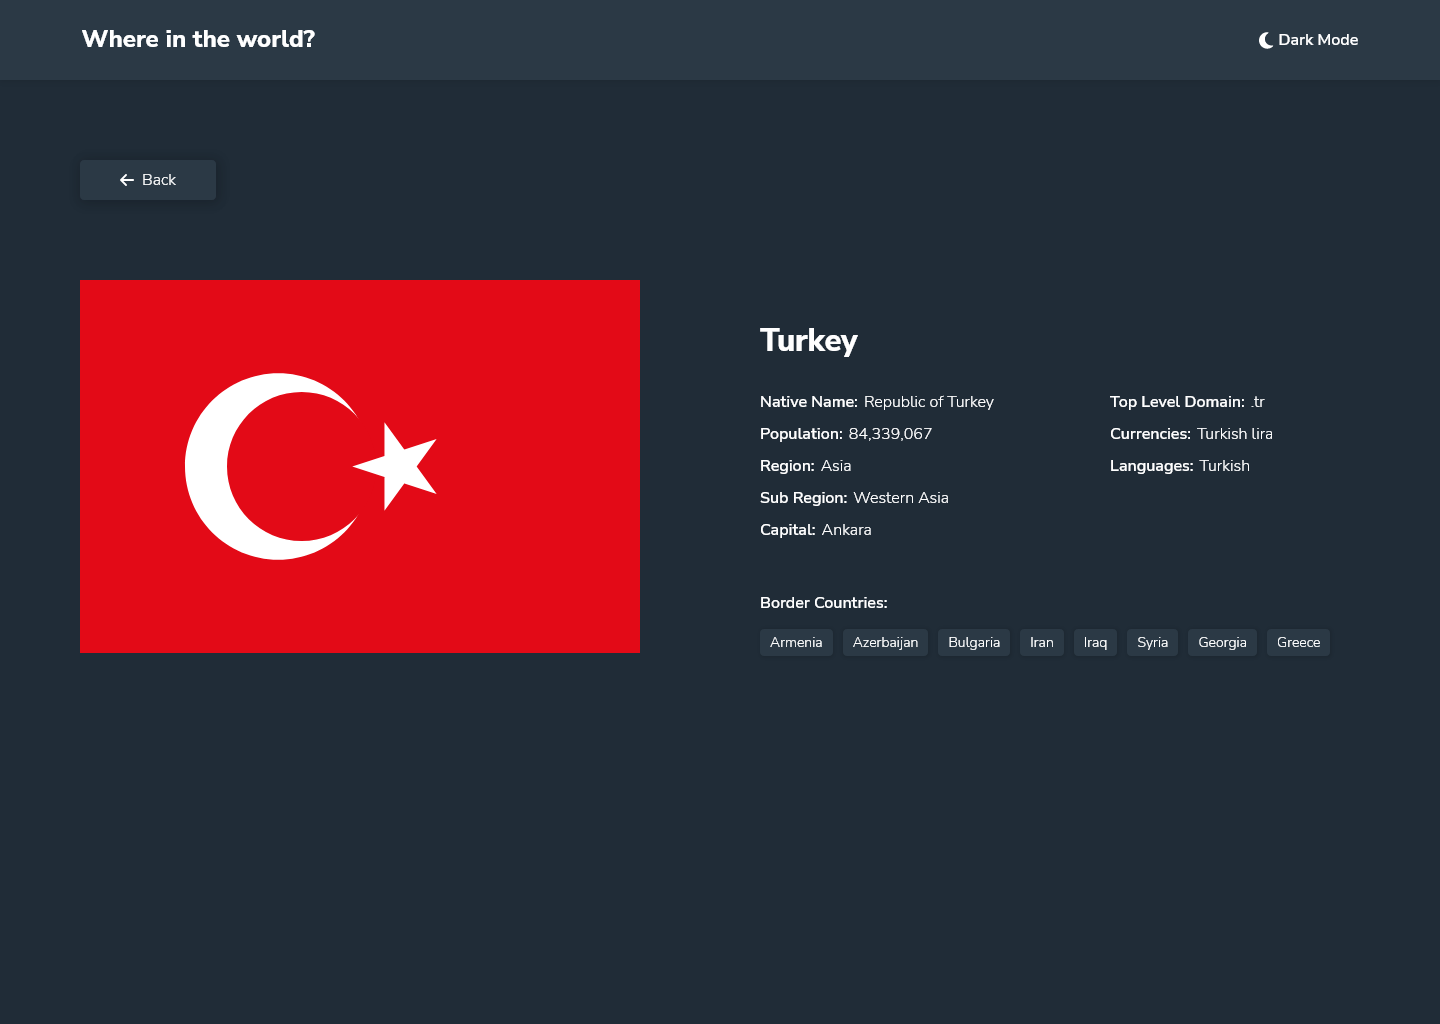 Where in the world?
Dark Mode
Back
Turkey
Native Name: Republic of Turkey
Population: 84,339,067
Region: Asia
Sub Region: Western Asia
Capital: Ankara
Top Level Domain: .tr
Currencies: Turkish lira
Languages: Turkish
Border Countries:
Armenia Azerbaijan Bulgaria Iran Iraq Syria Georgia Greece